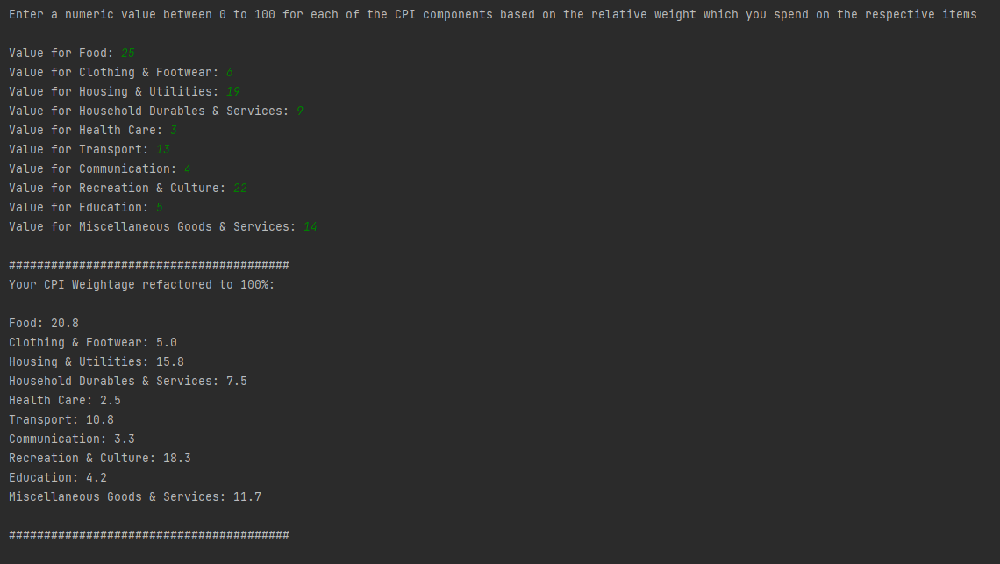 Enter a numeric value between 0 to 100 for each of the CPI components based on the relative weight which you spend on the respective items
Value for Food: 25
Value for Clothing & Footwear: 6
Value for Housing & Utilities: 19
Value for Household Durables & Services: 9
Value for Health Care: 3
Value for Transport: 13
Value for Communication: 4
Value for Recreation & Culture: 22
Value for Education: 5
Value for Miscellaneous Goods & Services: 14
########################################
Your CPI Weightage refactored to 100%:
Food: 20.8
Clothing & Footwear: 5.0
Housing & Utilities: 15.8
Household Durables & Services: 7.5
Health Care: 2.5
Transport: 10.8
Communication: 3.3
Recreation & Culture: 18.3
Education: 4.2
Miscellaneous Goods & Services: 11.7
########################################